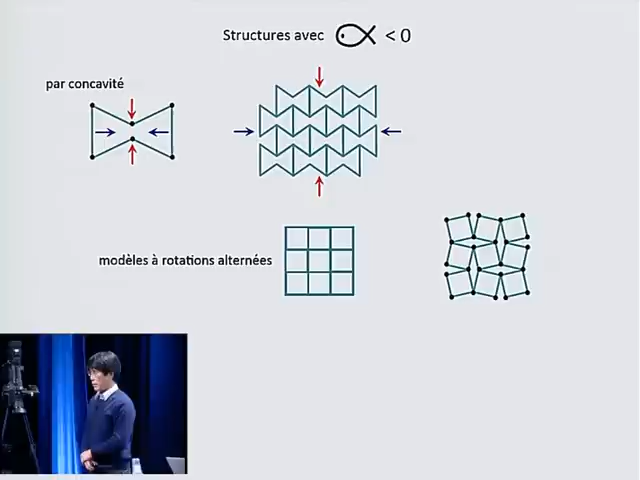 Structures avec < 0
par concavité
modèles à rotations alternées